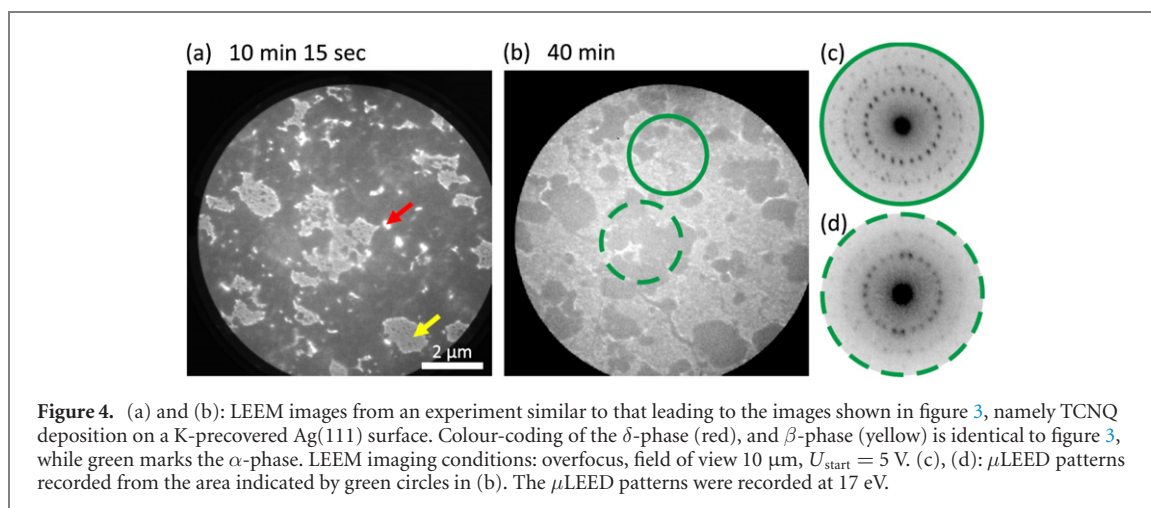 (a) 10 min 15 sec
(b) 40 min
(c)
(d)
2 μm
Figure 4. (a) and (b): LEEM images from an experiment similar to that leading to the images shown in figure 3, namely TCNQ
deposition on a K-precovered Ag(111) surface. Colour-coding of the δ-phase (red), and β-phase (yellow) is identical to figure 3,
while green marks the α-phase. LEEM imaging conditions: overfocus, field of view 10 μm, Ustart = 5 V. (c), (d): μLEED patterns
recorded from the area indicated by green circles in (b). The μLEED patterns were recorded at 17 eV.